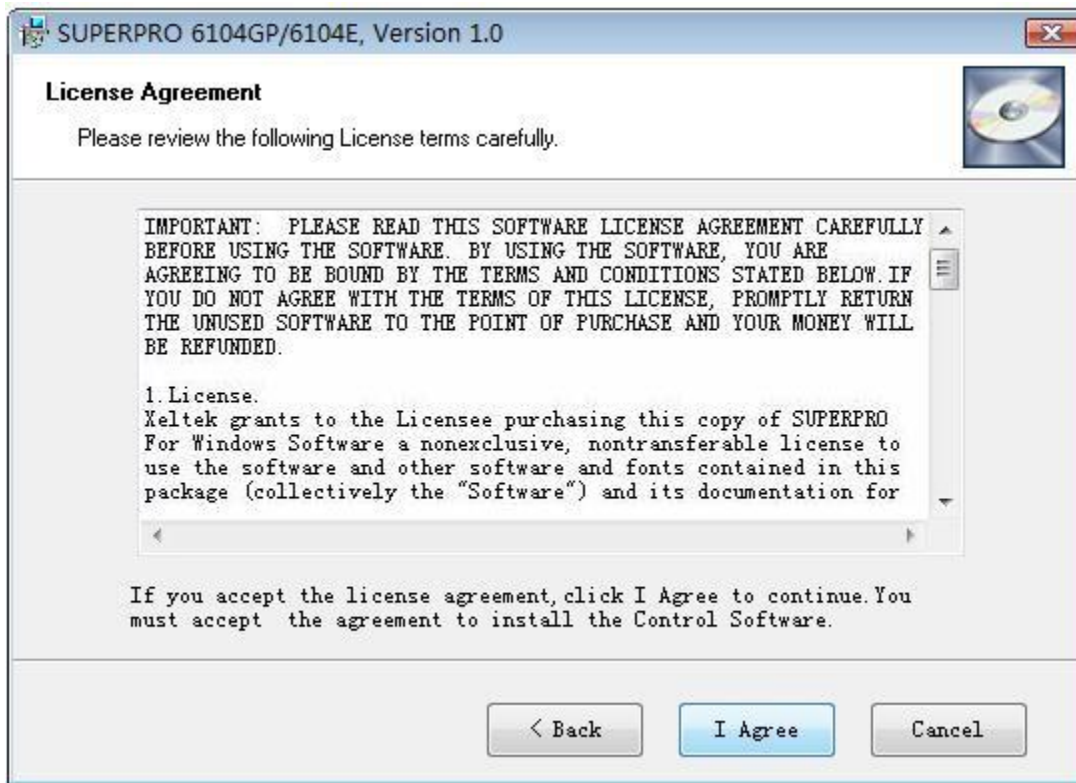 SUPERPRO 6104GP/6104E, Version 1.0
License Agreement
Please review the following License terms carefully.
IMPORTANT:  PLEASE READ THIS SOFTWARE LICENSE AGREEMENT CAREFULLY
BEFORE USING THE SOFTWARE. BY USING THE SOFTWARE, YOU ARE
AGREEING TO BE BOUND BY THE TERMS AND CONDITIONS STATED BELOW.IF
YOU DO NOT AGREE WITH THE TERMS OF THIS LICENSE, PROMPTLY RETURN
THE UNUSED SOFTWARE TO THE POINT OF PURCHASE AND YOUR MONEY WILL
BE REFUNDED.
1.License.
Xeltek grants to the Licensee purchasing this copy of SUPERPRO
For Windows Software a nonexclusive, nontransferable license to
use the software and other software and fonts contained in this
package (collectively the "Software") and its documentation for
If you accept the license agreement,click I Agree to continue.You
must accept  the agreement to install the Control Software.
< Back
I Agree
Cancel